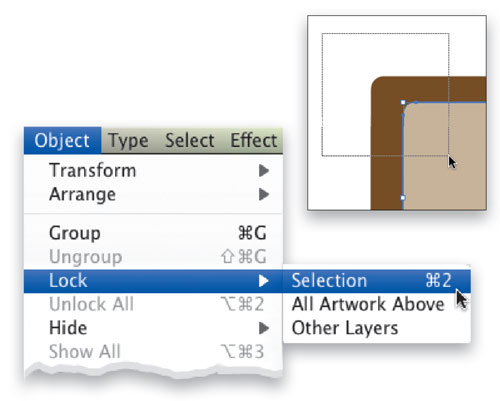 Object Type Select Effect
Transform
Arrange
Group ⌘G
Ungroup ⇧⌘G
Lock
Selection ⌘2
Unlock All ⌥⌘2
All Artwork Above
Hide
Other Layers
Show All ⌥⌘3